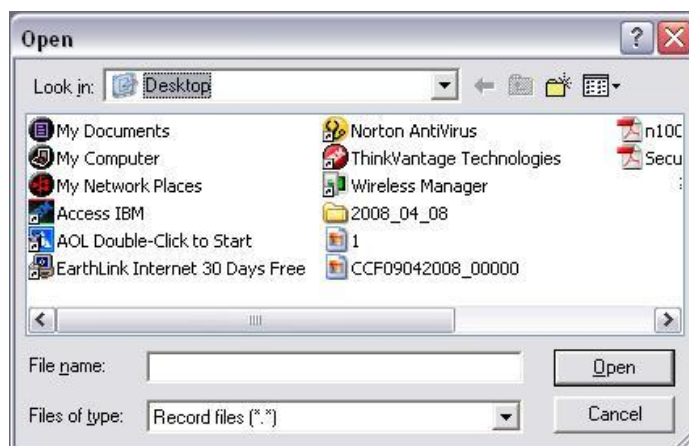 Open
Look in: Desktop
My Documents
My Computer
My Network Places
Access IBM
AOL Double-Click to Start
EarthLink Internet 30 Days Free
Norton AntiVirus
ThinkVantage Technologies
Wireless Manager
2008_04_08
1
CCF09042008_00000
n100
Secu
File name:
Open
Files of type: Record files (*.*)
Cancel